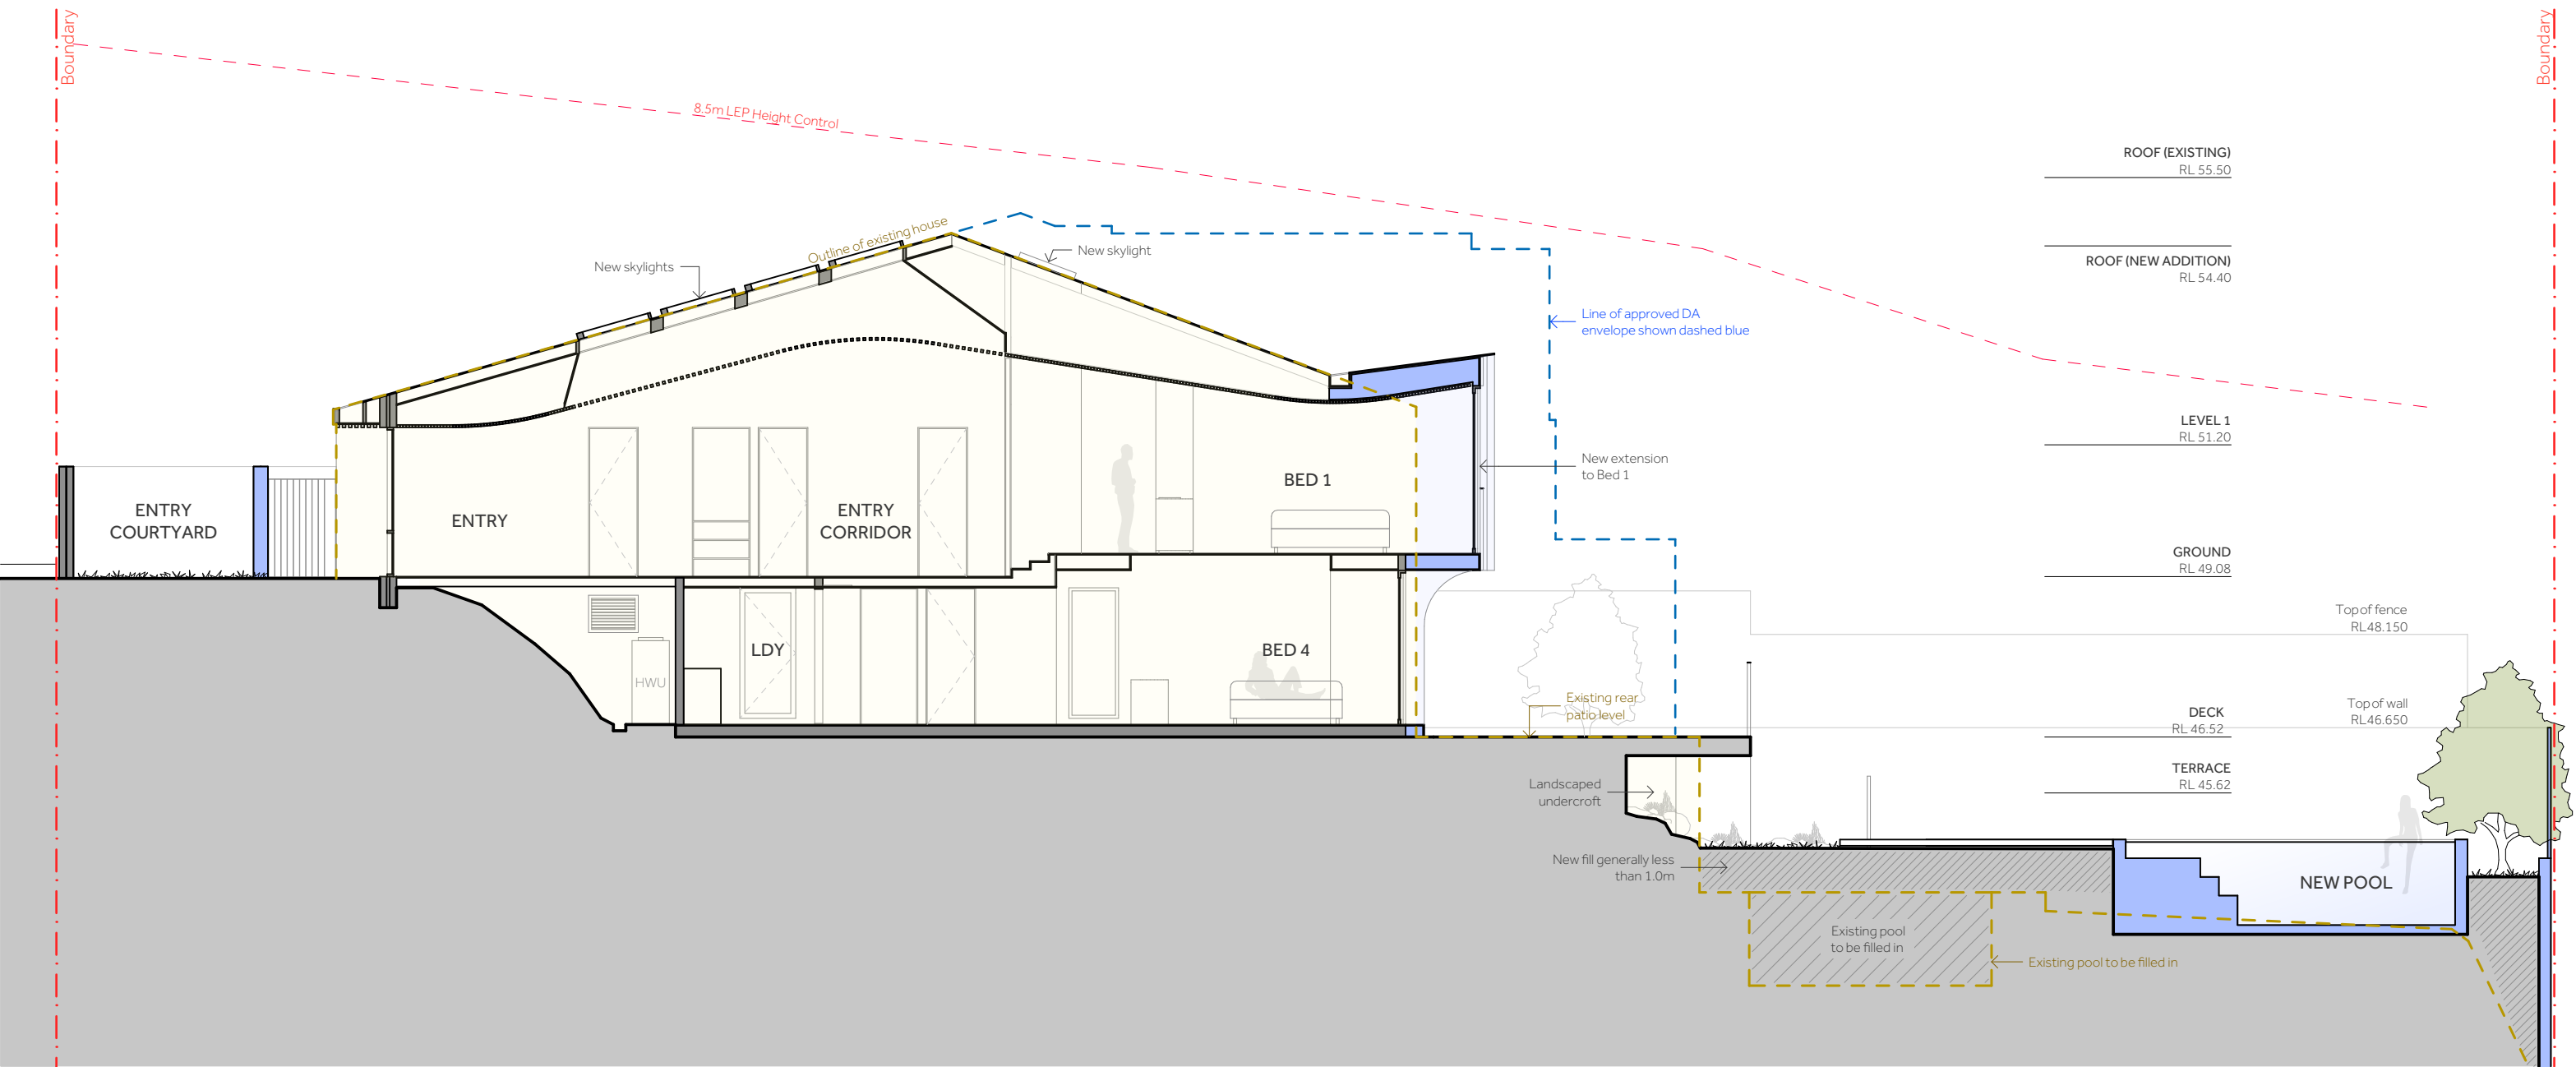 Boundary
Boundary
8.5m LEP Height Control
ROOF (EXISTING)
RL 55.50
Outline of existing house
New skylight
New skylights
ROOF (NEW ADDITION)
RL 54.40
Line of approved DA
envelope shown dashed blue
LEVEL 1
RL 51.20
New extension
to Bed 1
BED 1
ENTRY
COURTYARD
ENTRY
ENTRY
CORRIDOR
GROUND
RL 49.08
Top of fence
RL48.150
LDY
BED 4
HWU
Existing rear
patio level
Top of wall
RL46.650
DECK
RL 46.52
TERRACE
RL 45.62
Landscaped
undercroft
New fill generally less
than 1.0m
NEW POOL
Existing pool
to be filled in
Existing pool to be filled in